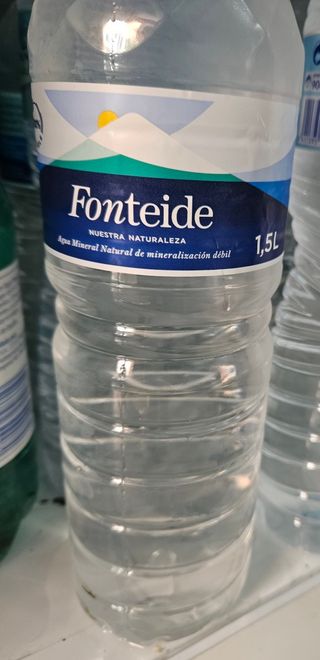 Fonteide
NUESTRA NATURALEZA
Agua Mineral Natural de mineralización débil
1,5L